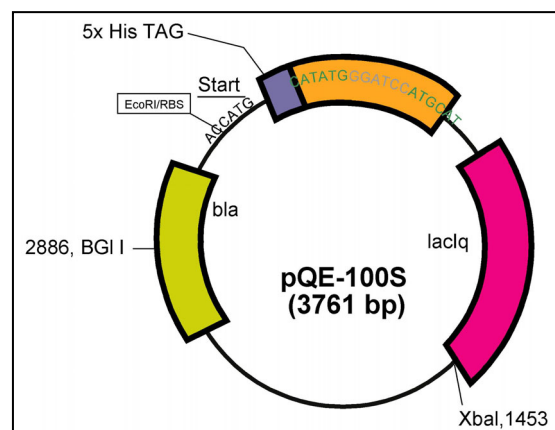 5x His TAG
CATATGGGATCCATGCAT
Start
EcoRI/RBS
ACCATG
bla
2886, BGl I
lacIq
pQE-100S
(3761 bp)
XbaI,1453